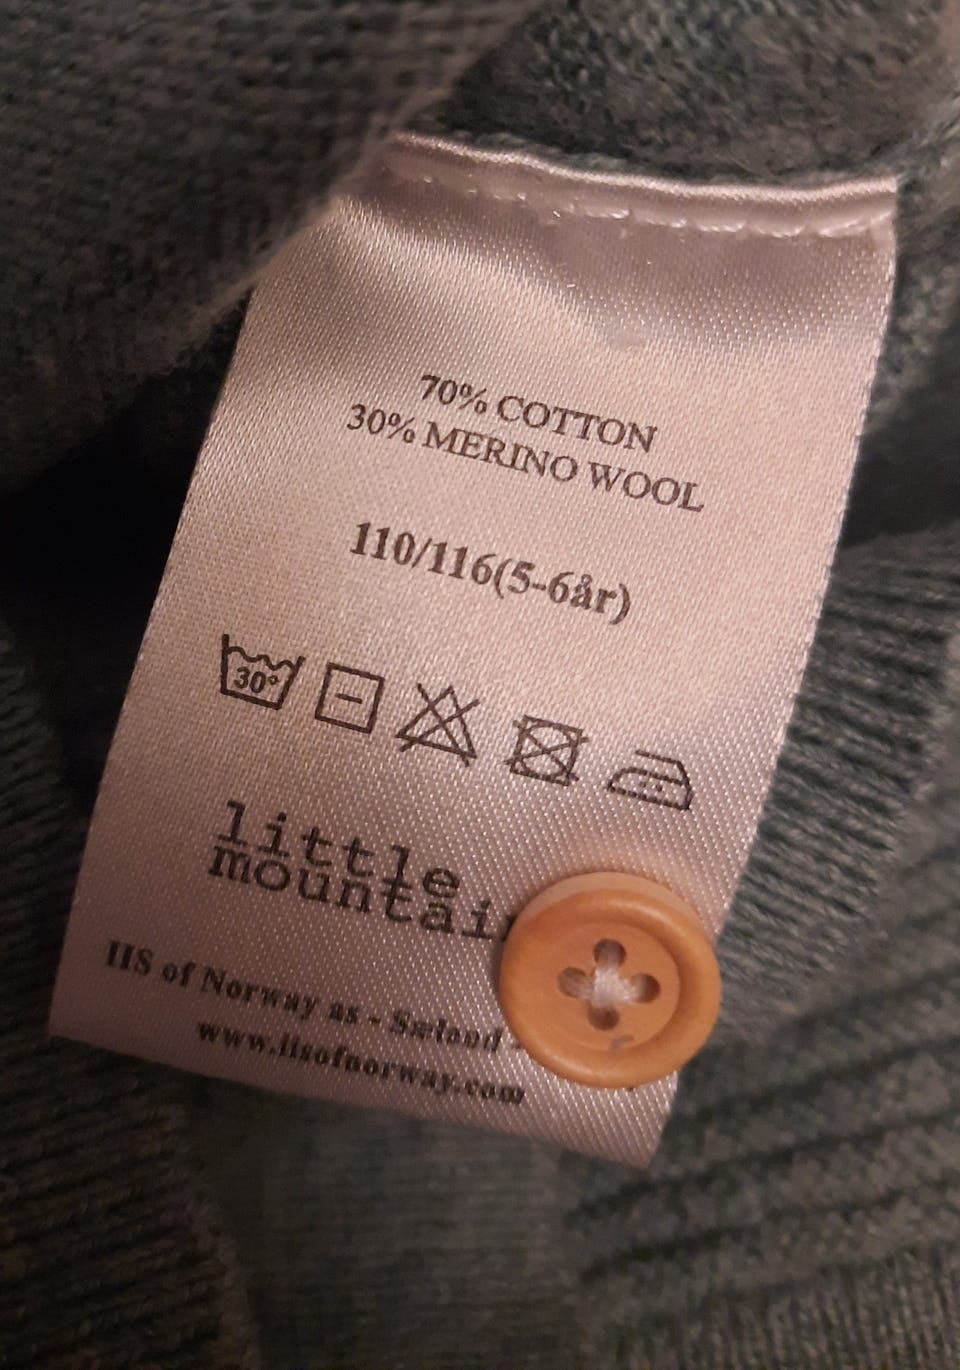 70% COTTON
30% MERINO WOOL
110/116(5-6år)
30°
little
mountai
IIS of Norway as - Sæland
www.iisofnorway.com